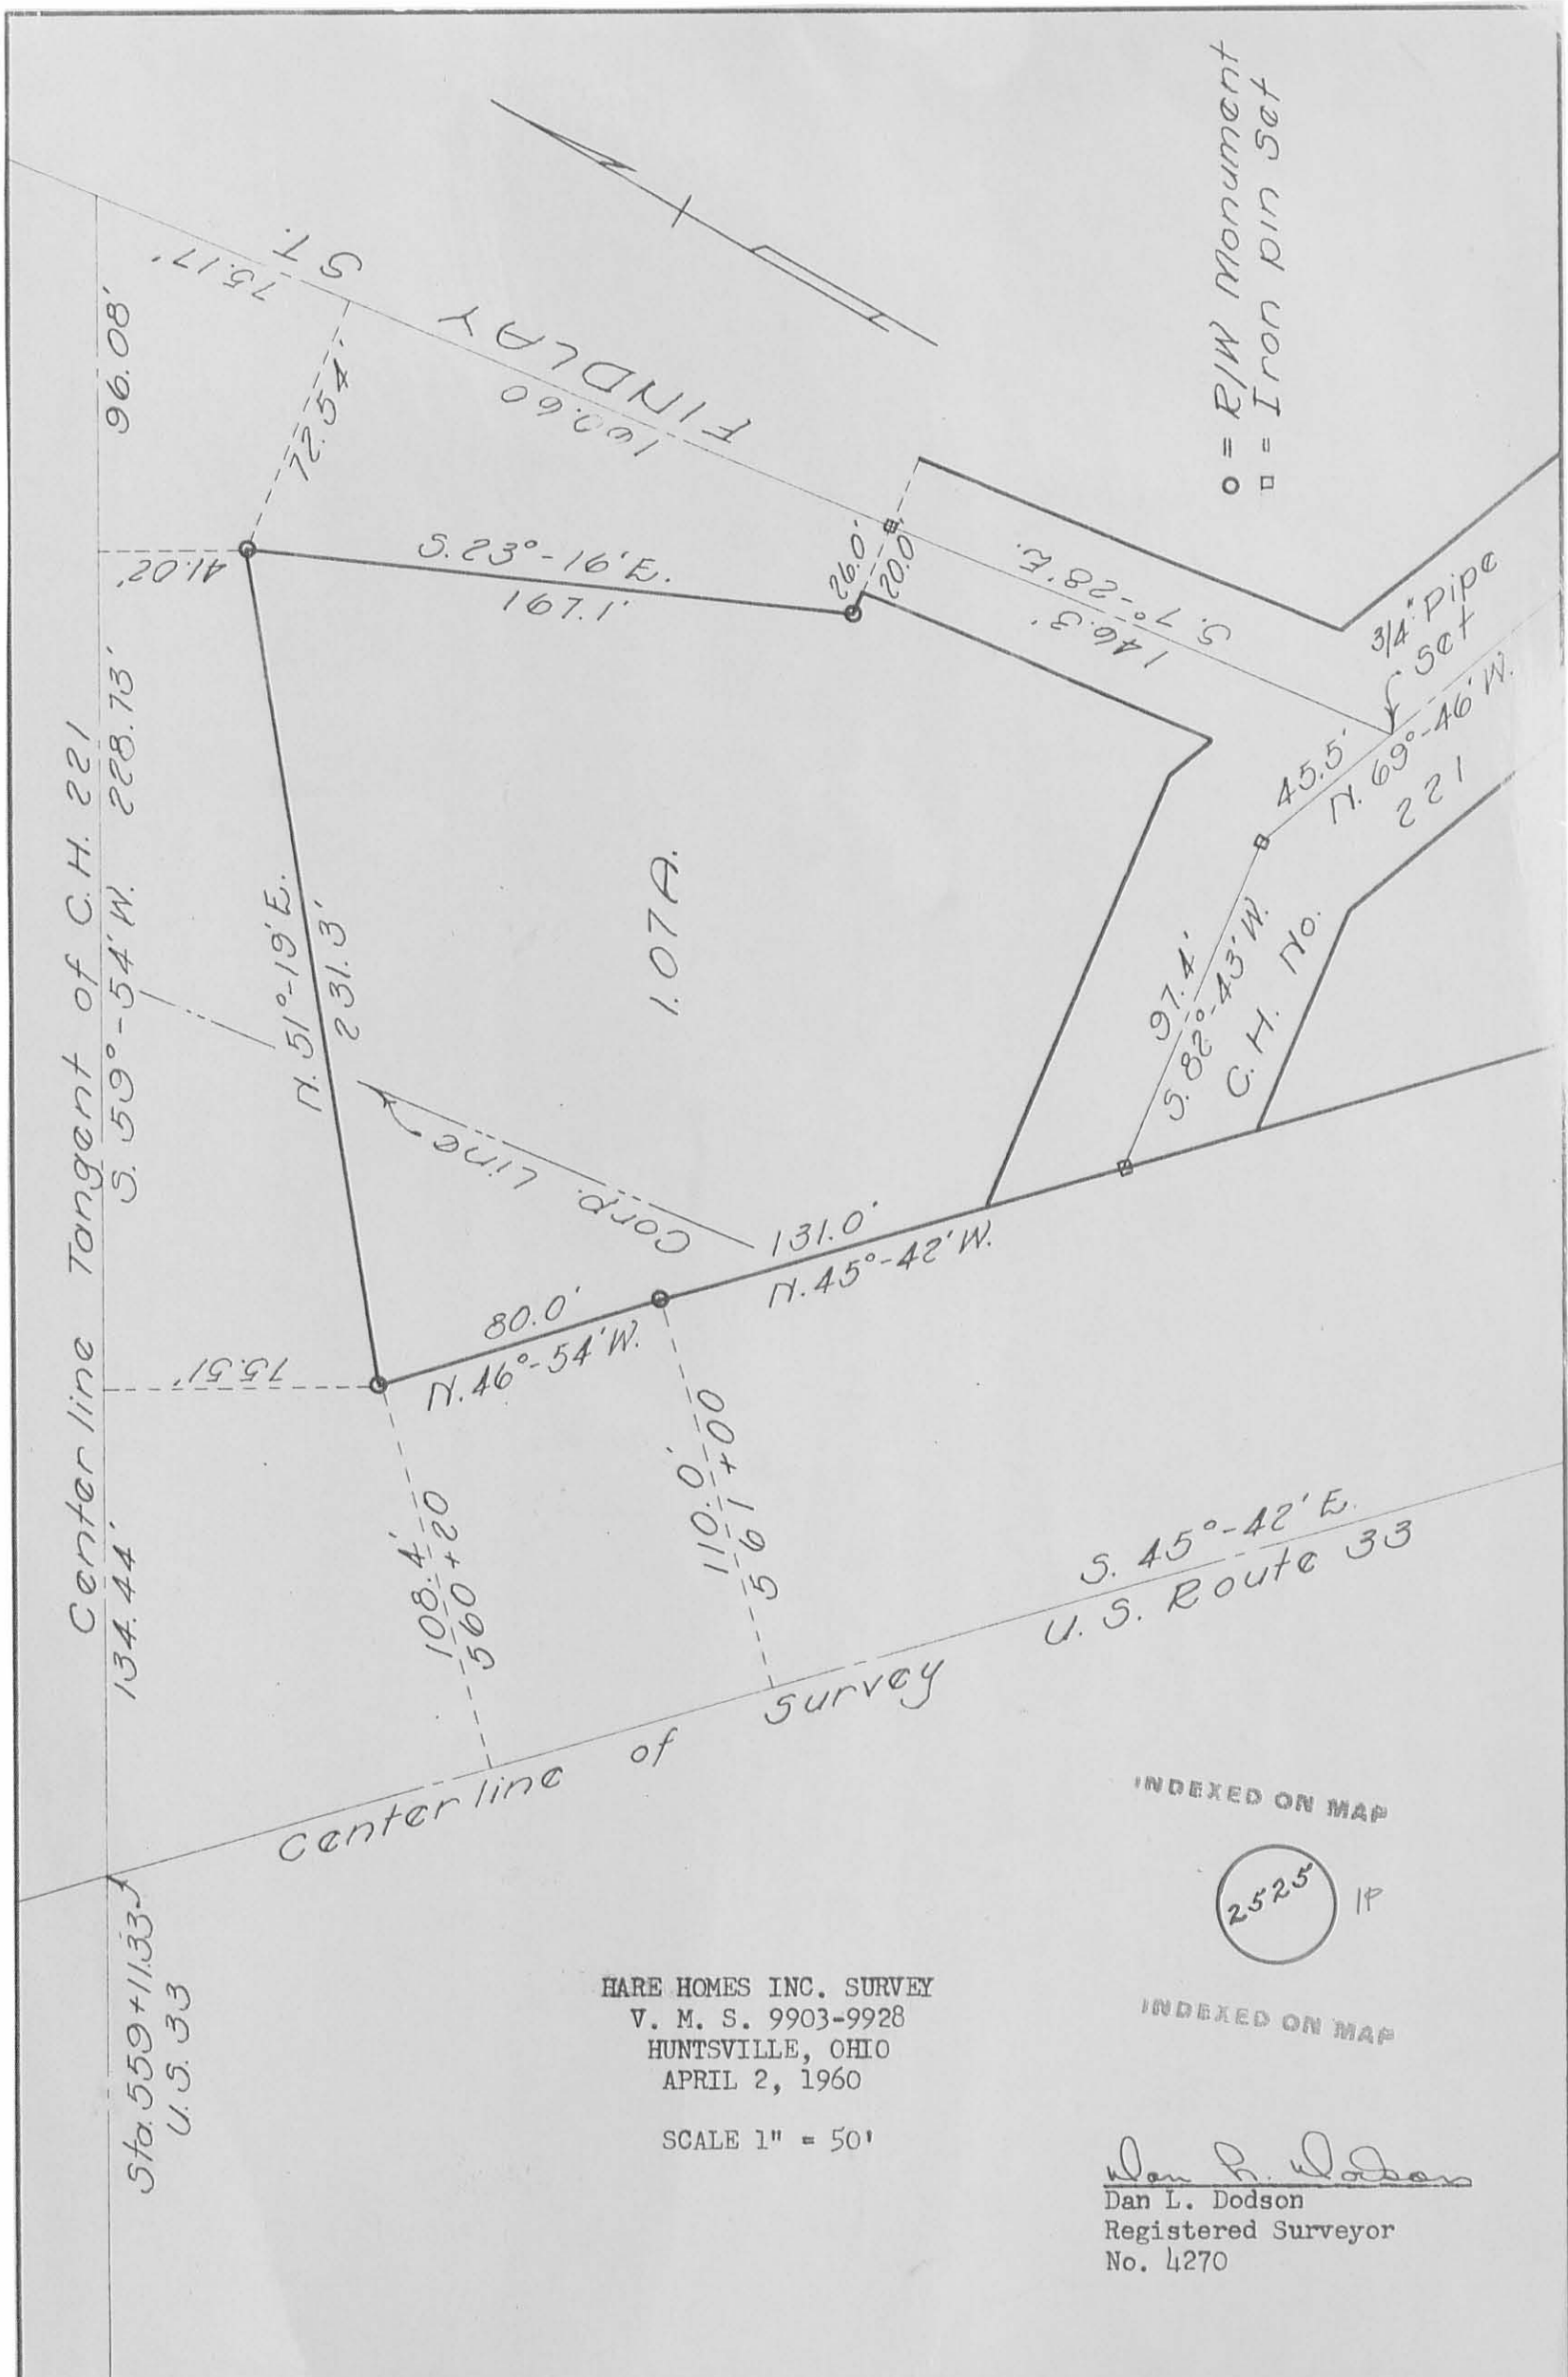 Centerline Tangent of C.H. 221
134.44' S. 59°-54' W. 228.73' 96.08'
75.17'
FINDLAY ST.
160.60
72.54'
41.02'
S. 23°-16' E.
167.1'
26.0'
20.0'
S. 7°-28' E.
146.3'
O = R/W Monument
□ = Iron pin set
3/4" Pipe
set
45.5'
N. 69°-46' W.
97.4'
S. 82°-43' W.
C. H. No. 221
N. 51°-19' E.
231.3'
1.07 A.
Corp. Line
75.51'
80.0'
N. 46°-54' W.
131.0'
N. 45°-42' W.
108.4'
560+20
110.0'
561+00
S. 45°-42' E.
U.S. Route 33
Centerline of Survey
Sta. 559+11.33
U.S. 33
INDEXED ON MAP
2525
INDEXED ON MAP
HARE HOMES INC. SURVEY
V. M. S. 9903-9928
HUNTSVILLE, OHIO
APRIL 2, 1960
SCALE 1" = 50'
Dan L. Dodson
Dan L. Dodson
Registered Surveyor
No. 4270